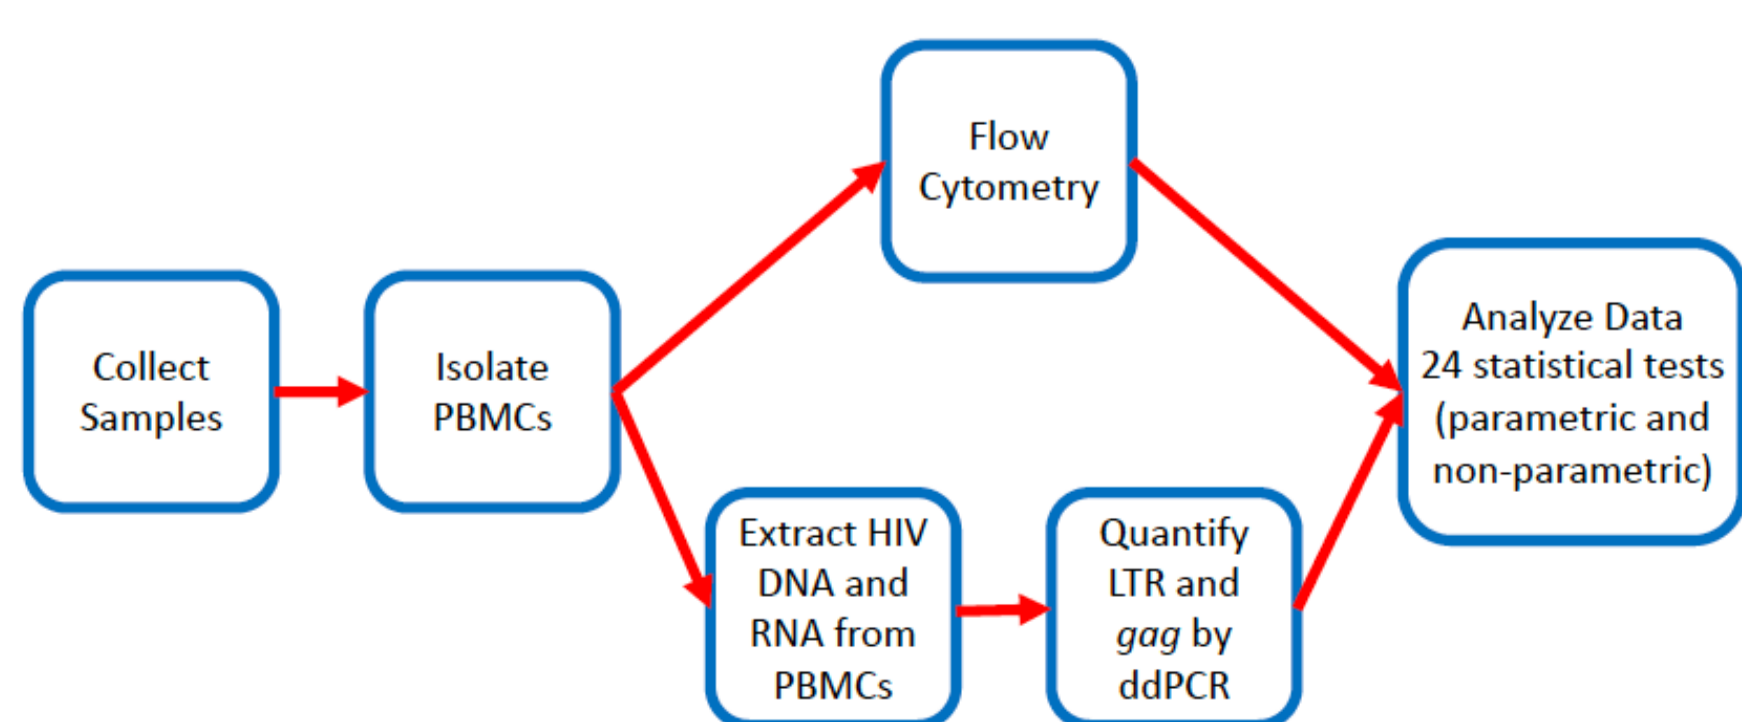 Collect
Samples
Isolate
PBMCs
Flow
Cytometry
Extract HIV
DNA and
RNA from
PBMCs
Quantify
LTR and
gag by
ddPCR
Analyze Data
24 statistical tests
(parametric and
non-parametric)